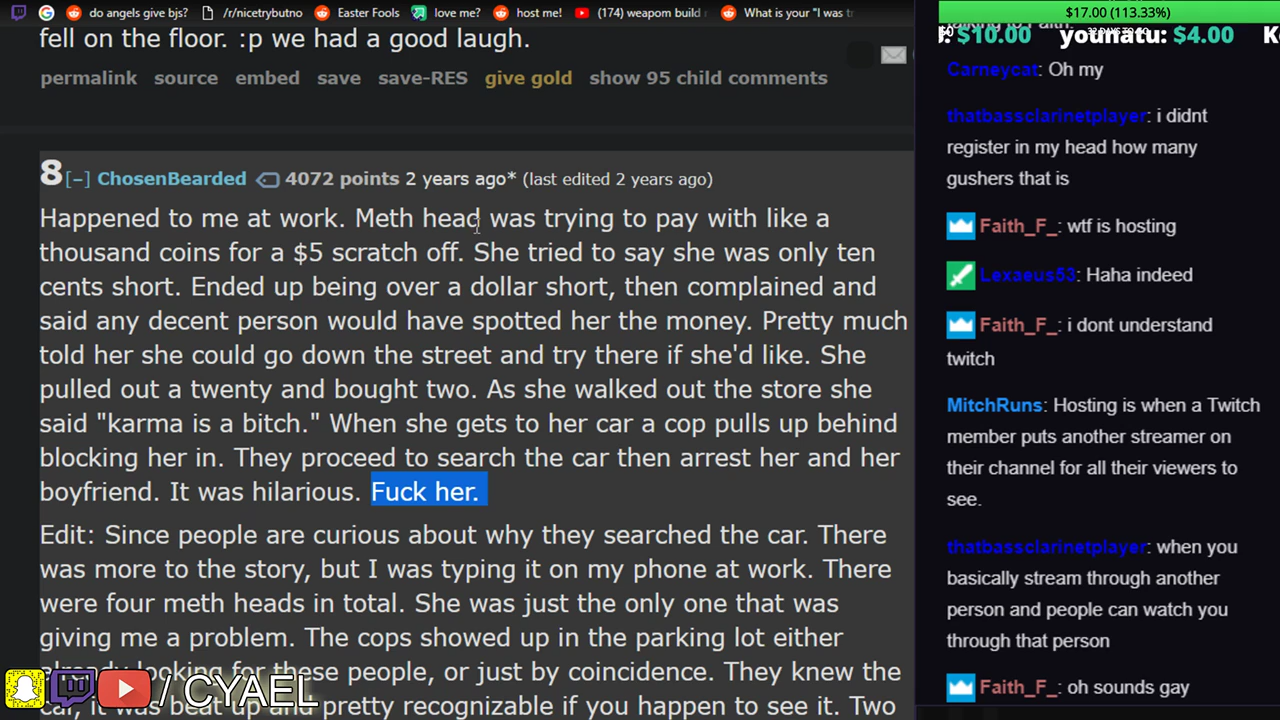 do angels give bjs?
/r/nicetrybutno
Easter Fools
love me?
host me!
(174) weapom build
What is your "I was tr
fell on the floor. :p we had a good laugh.
permalink source embed save save-RES give gold show 95 child comments
8 [–] ChosenBearded 4072 points 2 years ago* (last edited 2 years ago)
Happened to me at work. Meth head was trying to pay with like a
thousand coins for a $5 scratch off. She tried to say she was only ten
cents short. Ended up being over a dollar short, then complained and
said any decent person would have spotted her the money. Pretty much
told her she could go down the street and try there if she'd like. She
pulled out a twenty and bought two. As she walked out the store she
said "karma is a bitch." When she gets to her car a cop pulls up behind
blocking her in. They proceed to search the car then arrest her and her
boyfriend. It was hilarious. Fuck her.
Edit: Since people are curious about why they searched the car. There
was more to the story, but I was typing it on my phone at work. There
were four meth heads in total. She was just the only one that was
giving me a problem. The cops showed up in the parking lot either
already looking for these people, or just by coincidence. They knew the
car, it was beat up and pretty recognizable if you happen to see it. Two
/ CYAEL
$17.00 (113.33%)
$10.00 younatu: $4.00
talking to Faith.
Carneycat: Oh my
thatbassclarinetplayer: i didnt
register in my head how many
gushers that is
Faith_F_: wtf is hosting
Lexaeus53: Haha indeed
Faith_F_: i dont understand
twitch
MitchRuns: Hosting is when a Twitch
member puts another streamer on
their channel for all their viewers to
see.
thatbassclarinetplayer: when you
basically stream through another
person and people can watch you
through that person
Faith_F_: oh sounds gay